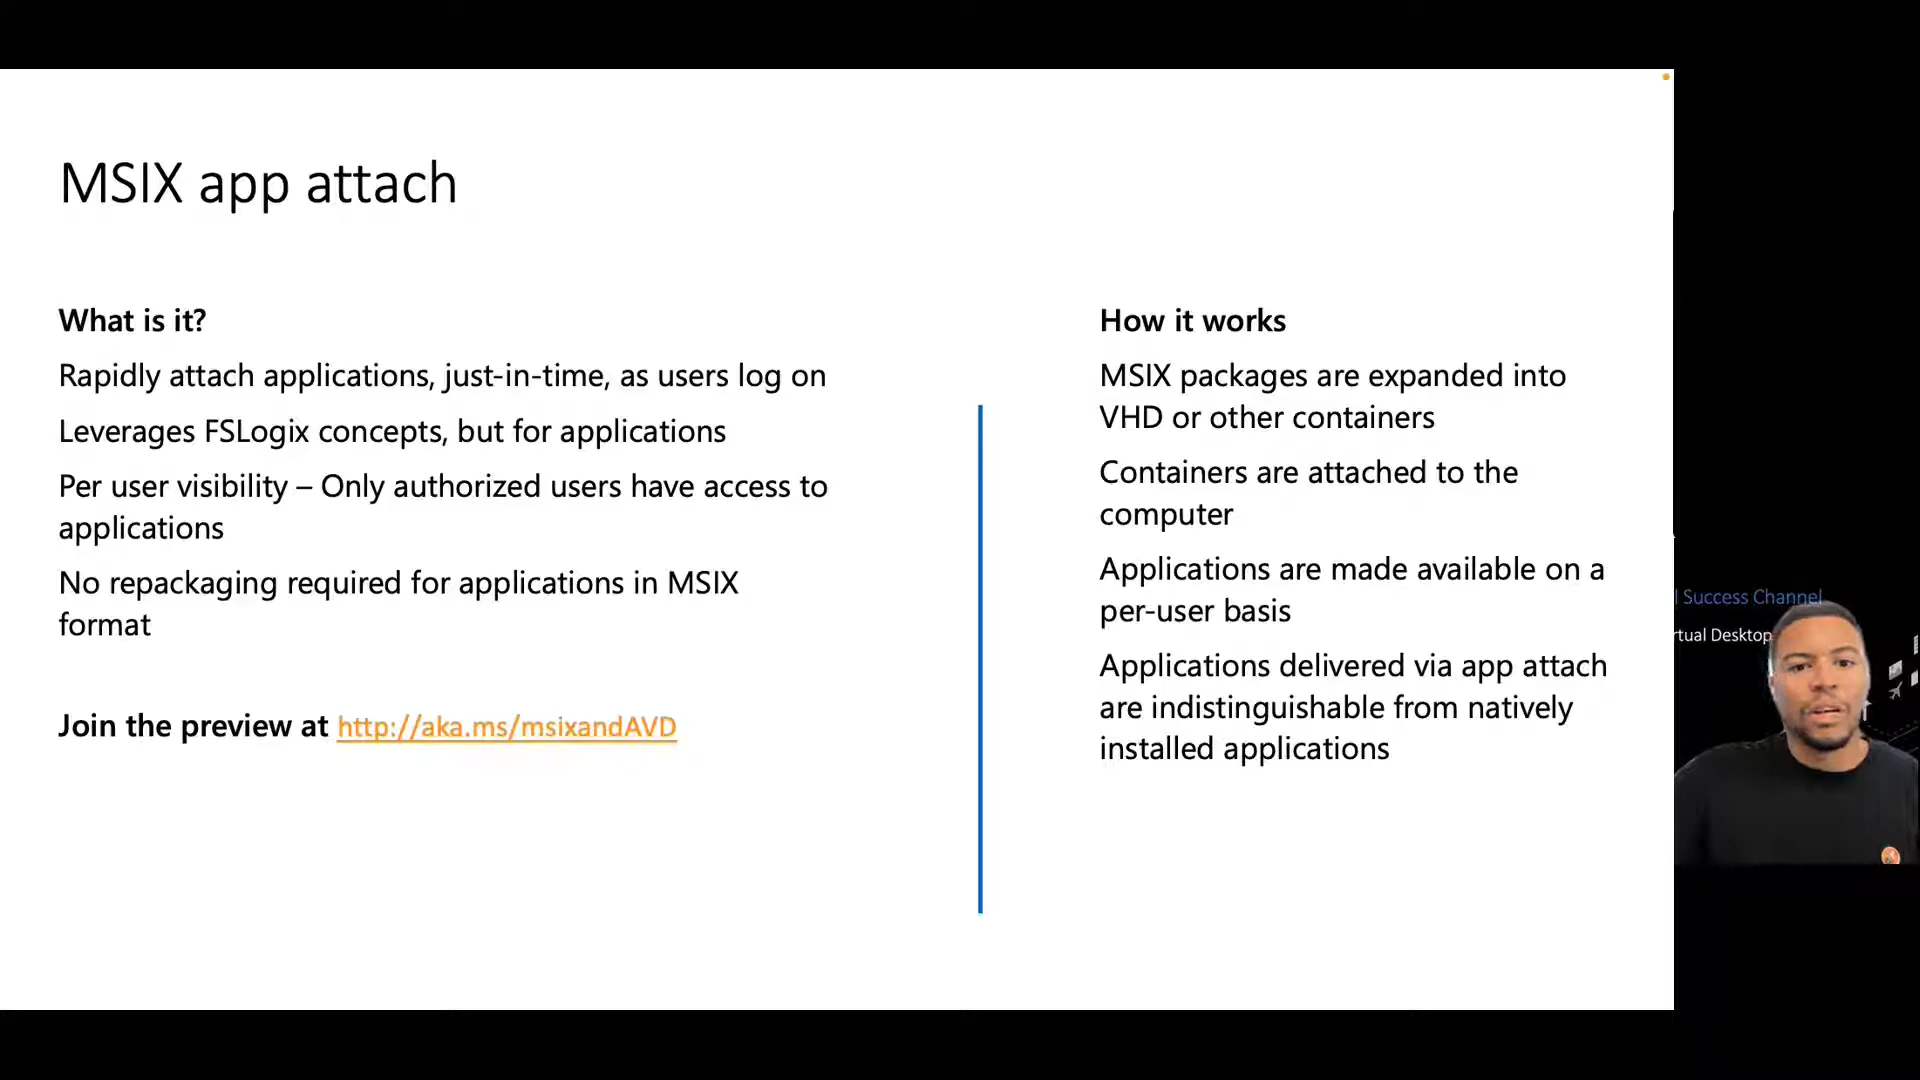 MSIX app attach
What is it?
Rapidly attach applications, just-in-time, as users log on
Leverages FSLogix concepts, but for applications
Per user visibility – Only authorized users have access to
applications
No repackaging required for applications in MSIX
format
Join the preview at http://aka.ms/msixandAVD
How it works
MSIX packages are expanded into
VHD or other containers
Containers are attached to the
computer
Applications are made available on a
per-user basis
Applications delivered via app attach
are indistinguishable from natively
installed applications
l Success Channel
rtual Desktop